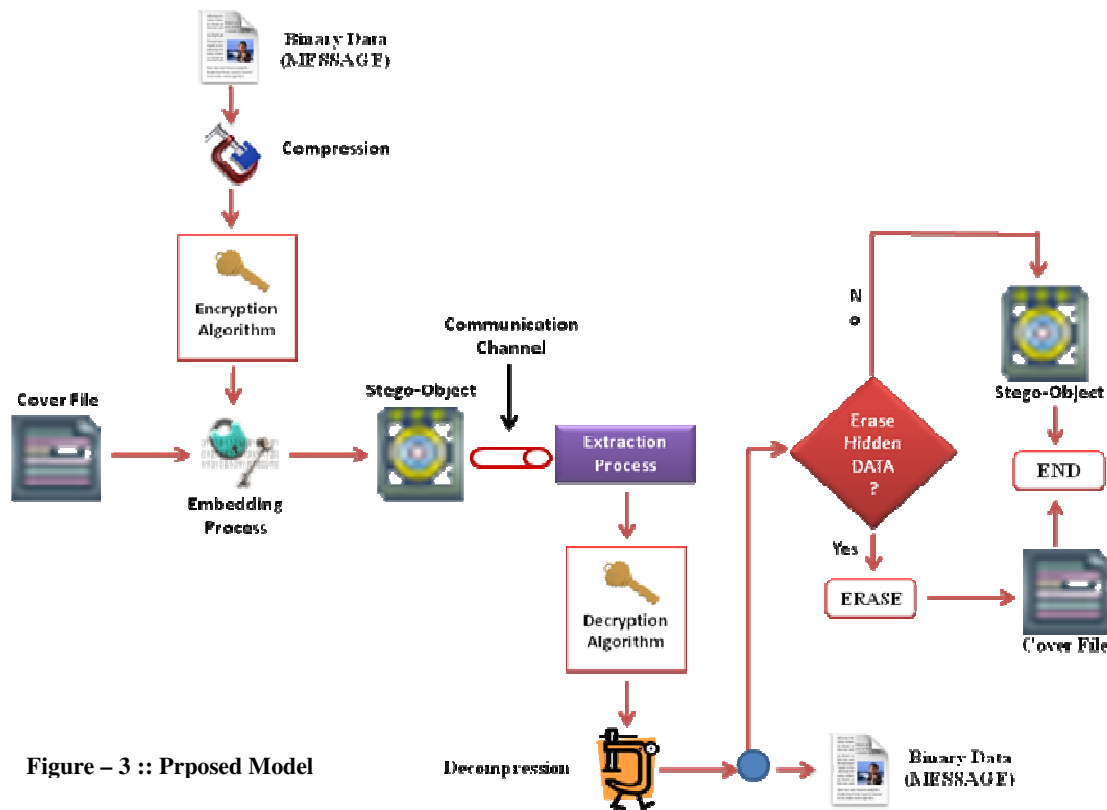 Binary Data
(MESSAGE)
Compression
Encryption
Algorithm
Communication
Channel
Cover File
Stego-Object
Embedding
Process
Extraction
Process
Decryption
Algorithm
Decompression
Binary Data
(MESSAGE)
Erase
Hidden
DATA
?
N
o
Yes
ERASE
Stego-Object
END
Cover File
Figure – 3 :: Prposed Model